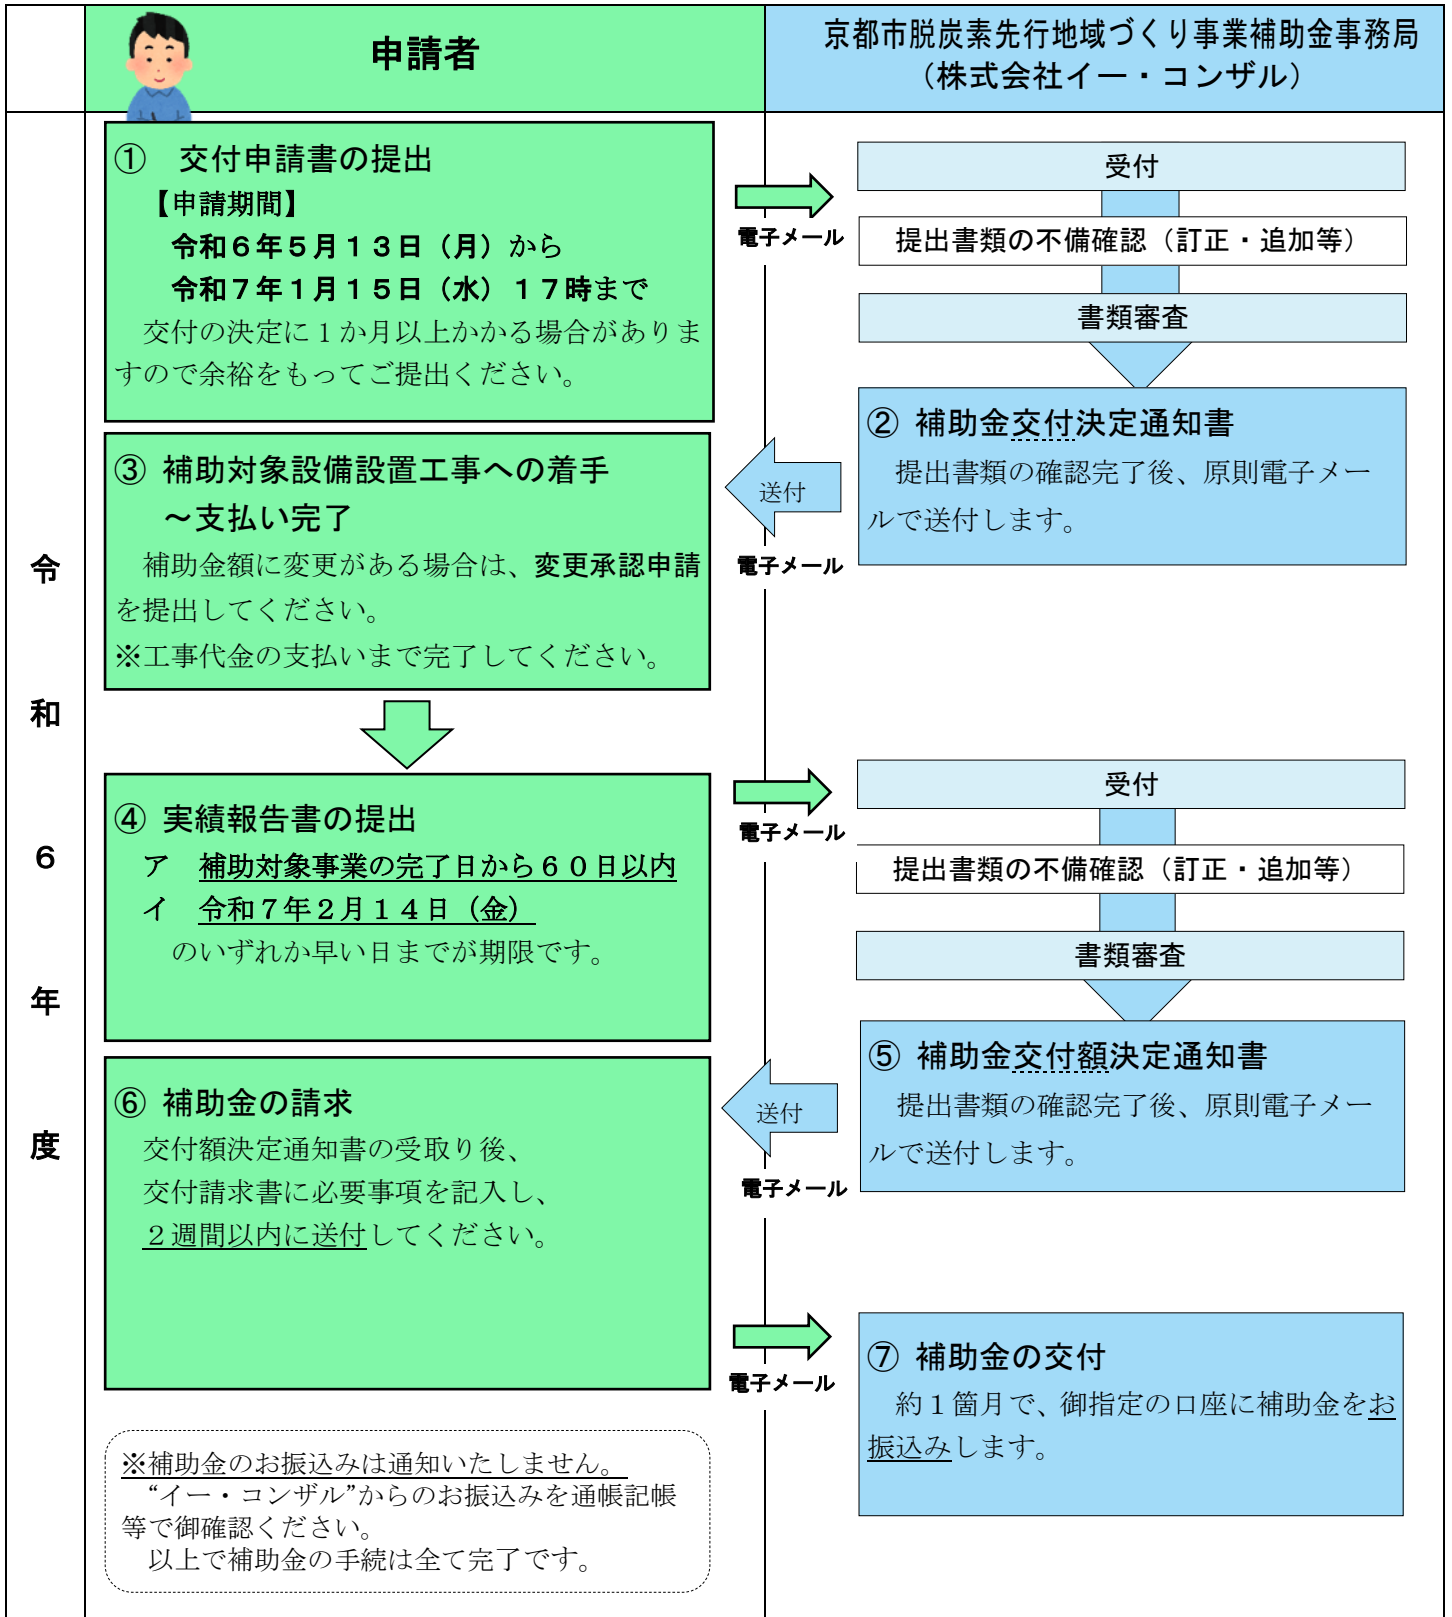 申請者
京都市脱炭素先行地域づくり事業補助金事務局
（株式会社イー・コンザル）
令和６年度
① 交付申請書の提出
【申請期間】
令和６年５月１３日（月）から
令和７年１月１５日（水）１７時まで
交付の決定に１か月以上かかる場合がありま
すので余裕をもってご提出ください。
電子メール
受付
提出書類の不備確認（訂正・追加等）
書類審査
② 補助金交付決定通知書
提出書類の確認完了後、原則電子メー
ルで送付します。
送付
電子メール
③ 補助対象設備設置工事への着手
～支払い完了
補助金額に変更がある場合は、変更承認申請
を提出してください。
※工事代金の支払いまで完了してください。
④ 実績報告書の提出
ア 補助対象事業の完了日から６０日以内
イ 令和７年２月１４日（金）
のいずれか早い日までが期限です。
電子メール
受付
提出書類の不備確認（訂正・追加等）
書類審査
⑤ 補助金交付額決定通知書
提出書類の確認完了後、原則電子メー
ルで送付します。
送付
電子メール
⑥ 補助金の請求
交付額決定通知書の受取り後、
交付請求書に必要事項を記入し、
２週間以内に送付してください。
電子メール
⑦ 補助金の交付
約１箇月で、御指定の口座に補助金をお
振込みします。
※補助金のお振込みは通知いたしません。
“イー・コンザル”からのお振込みを通帳記帳
等で御確認ください。
以上で補助金の手続は全て完了です。